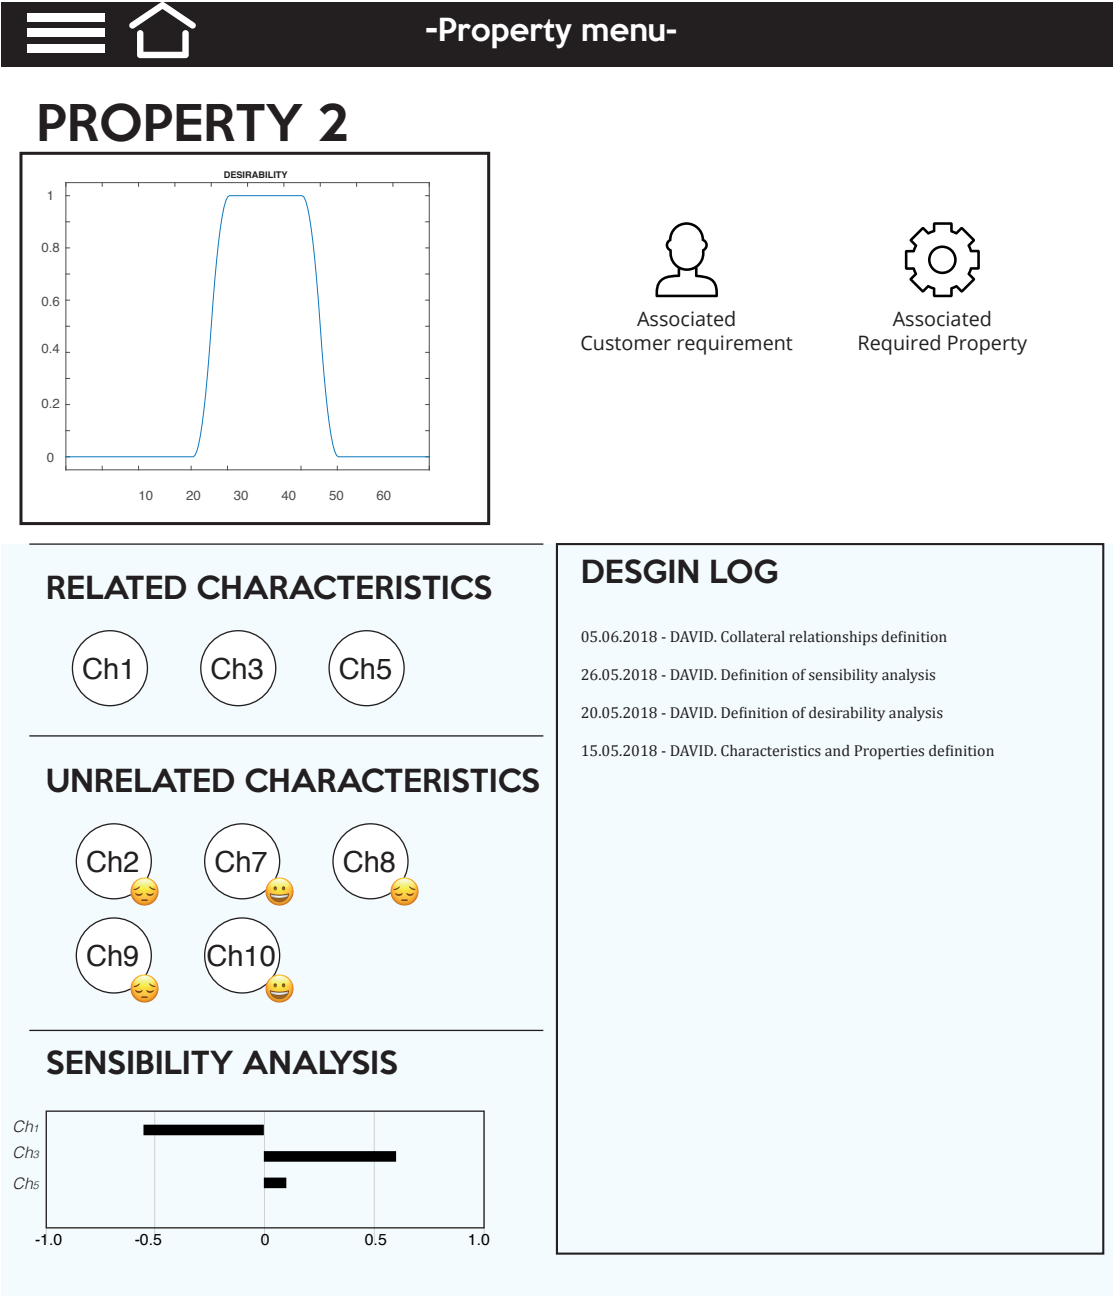 -Property menu-
PROPERTY 2
DESIRABILITY
1
0.8
0.6
0.4
0.2
0
10 20 30 40 50 60
Associated
Customer requirement
Associated
Required Property
RELATED CHARACTERISTICS
Ch1 Ch3 Ch5
UNRELATED CHARACTERISTICS
Ch2 Ch7 Ch8
Ch9 Ch10
SENSIBILITY ANALYSIS
Ch1
Ch3
Ch5
-1.0 -0.5 0 0.5 1.0
DESGIN LOG
05.06.2018 - DAVID. Collateral relationships definition
26.05.2018 - DAVID. Definition of sensibility analysis
20.05.2018 - DAVID. Definition of desirability analysis
15.05.2018 - DAVID. Characteristics and Properties definition